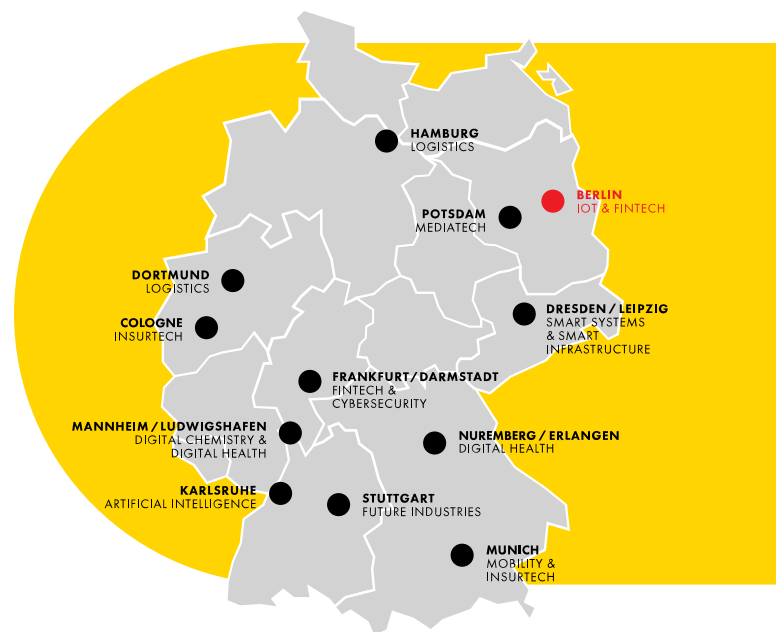 HAMBURG
LOGISTICS
BERLIN
IOT & FINTECH
POTSDAM
MEDIATECH
DORTMUND
LOGISTICS
COLOGNE
INSURTECH
DRESDEN / LEIPZIG
SMART SYSTEMS
& SMART
INFRASTRUCTURE
FRANKFURT/DARMSTADT
FINTECH &
CYBERSECURITY
MANNHEIM / LUDWIGSHAFEN
DIGITAL CHEMISTRY &
DIGITAL HEALTH
NUREMBERG / ERLANGEN
DIGITAL HEALTH
KARLSRUHE
ARTIFICIAL INTELLIGENCE
STUTTGART
FUTURE INDUSTRIES
MUNICH
MOBILITY &
INSURTECH